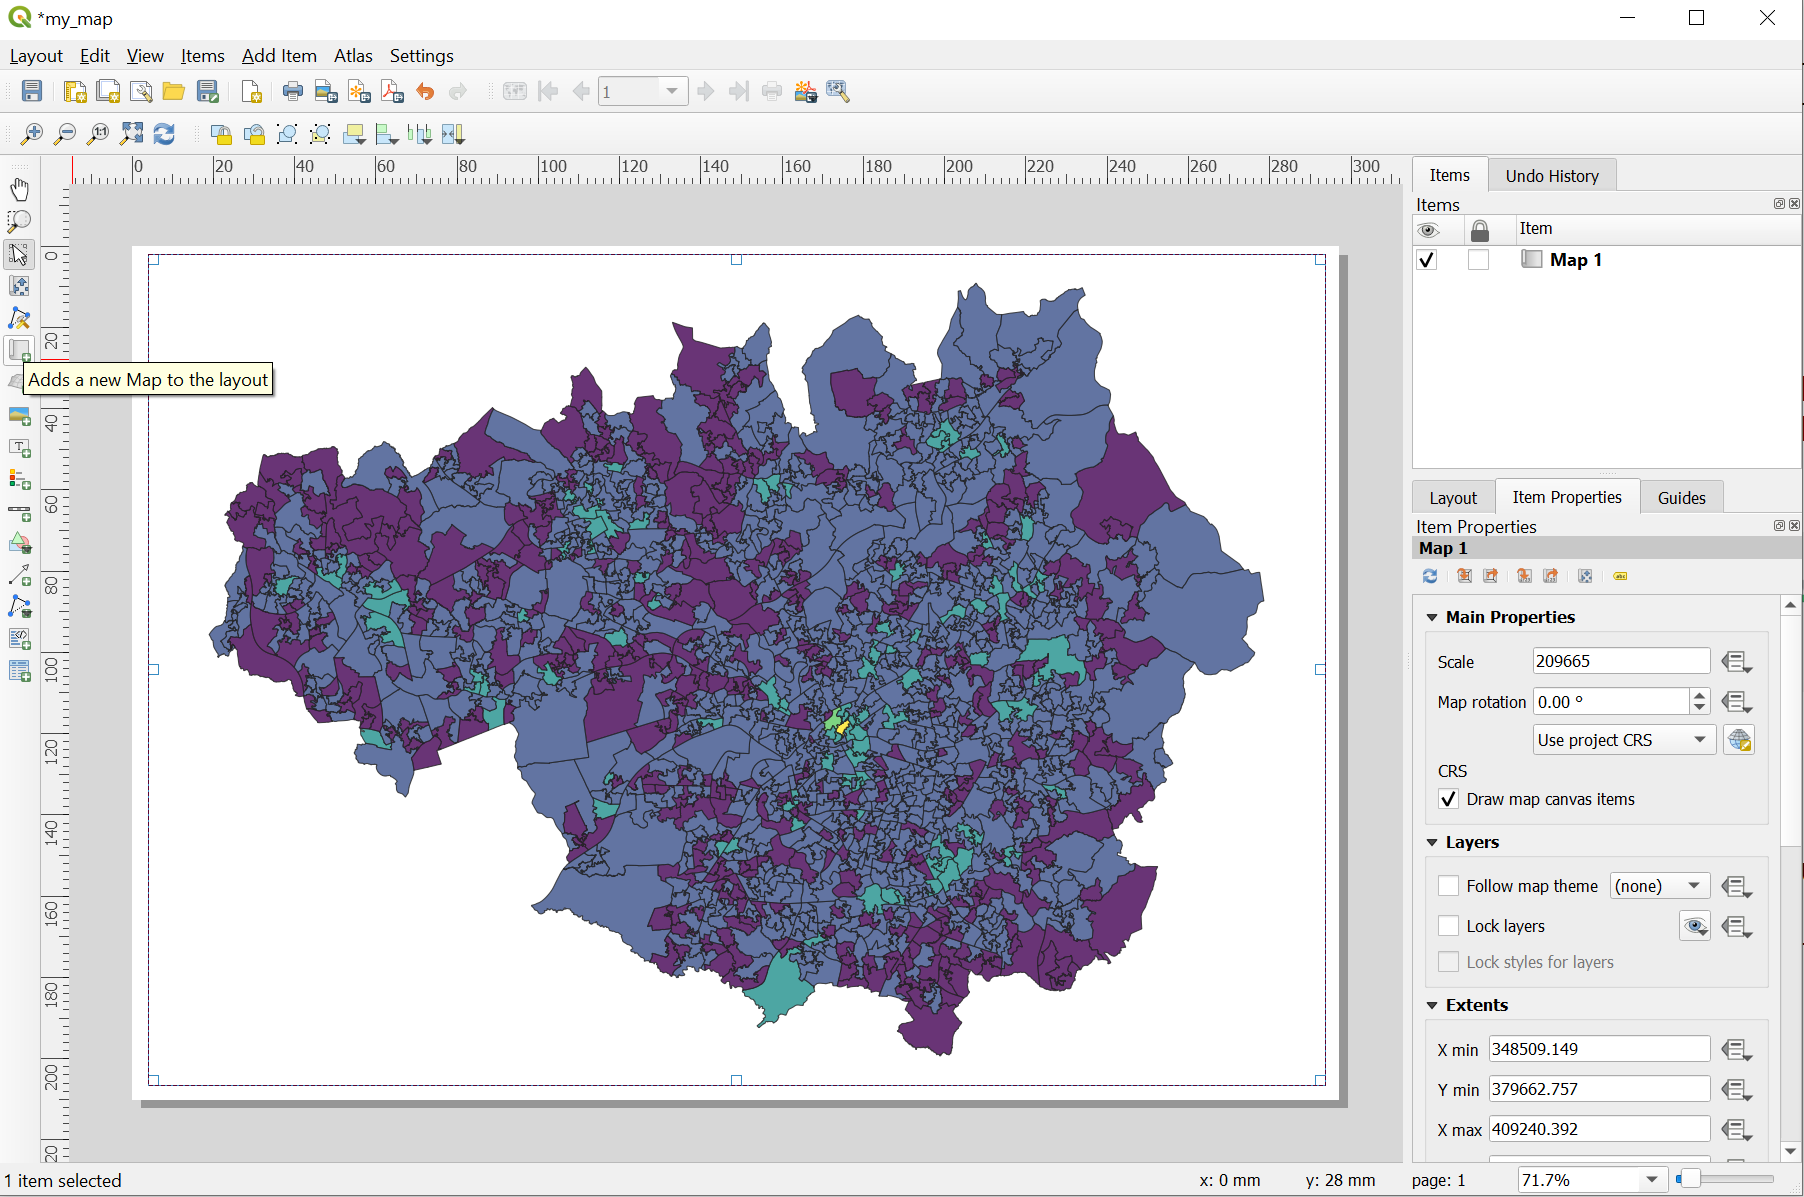 *my_map
Layout Edit View Items Add Item Atlas Settings
1
1:1
0 20 40 60 80 100 120 140 160 180 200 220 240 260 280 300
0
20
40
60
80
100
120
140
160
180
200
20
Adds a new Map to the layout
Items Undo History
Items
Item
Map 1
Layout Item Properties Guides
Item Properties
Map 1
abc
Main Properties
Scale 209665
Map rotation 0.00 °
Use project CRS
CRS
Draw map canvas items
Layers
Follow map theme (none)
Lock layers
Lock styles for layers
Extents
X min 348509.149
Y min 379662.757
X max 409240.392
1 item selected x: 0 mm y: 28 mm page: 1 71.7%